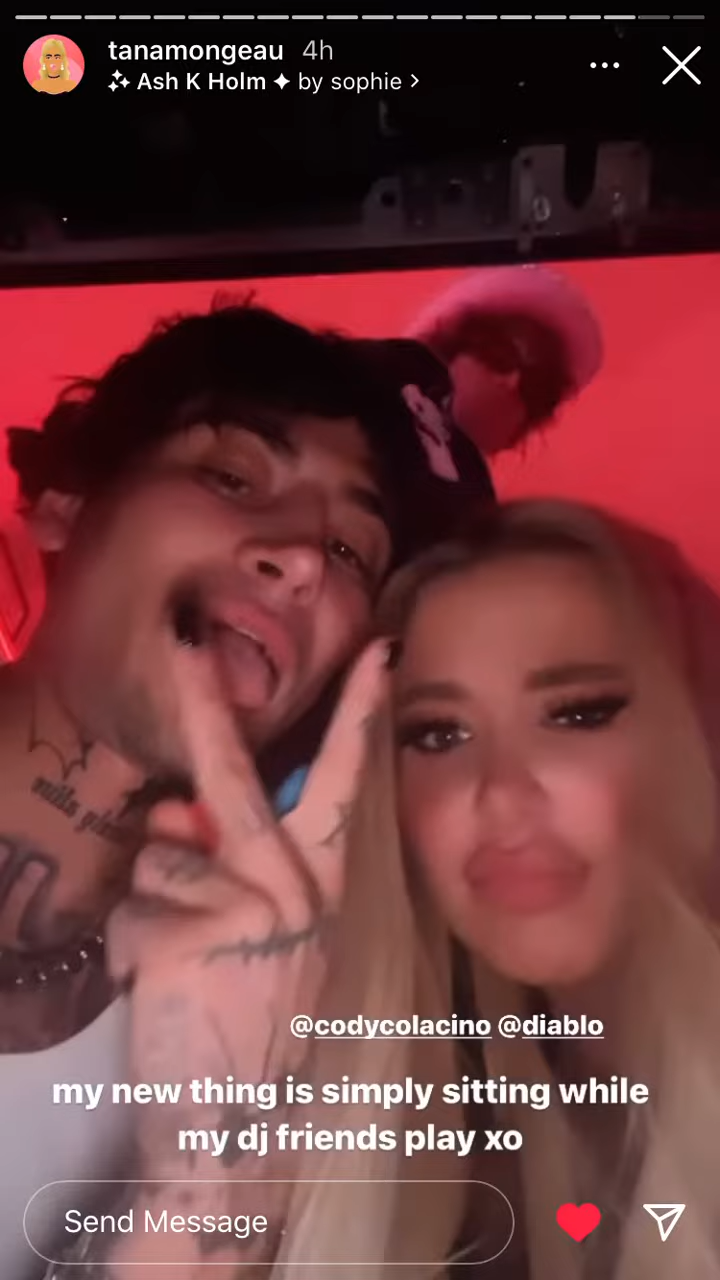 tanamongeau 4h
Ash K Holm ✦ by sophie >
@codycolacino @diablo
my new thing is simply sitting while
my dj friends play xo
Send Message